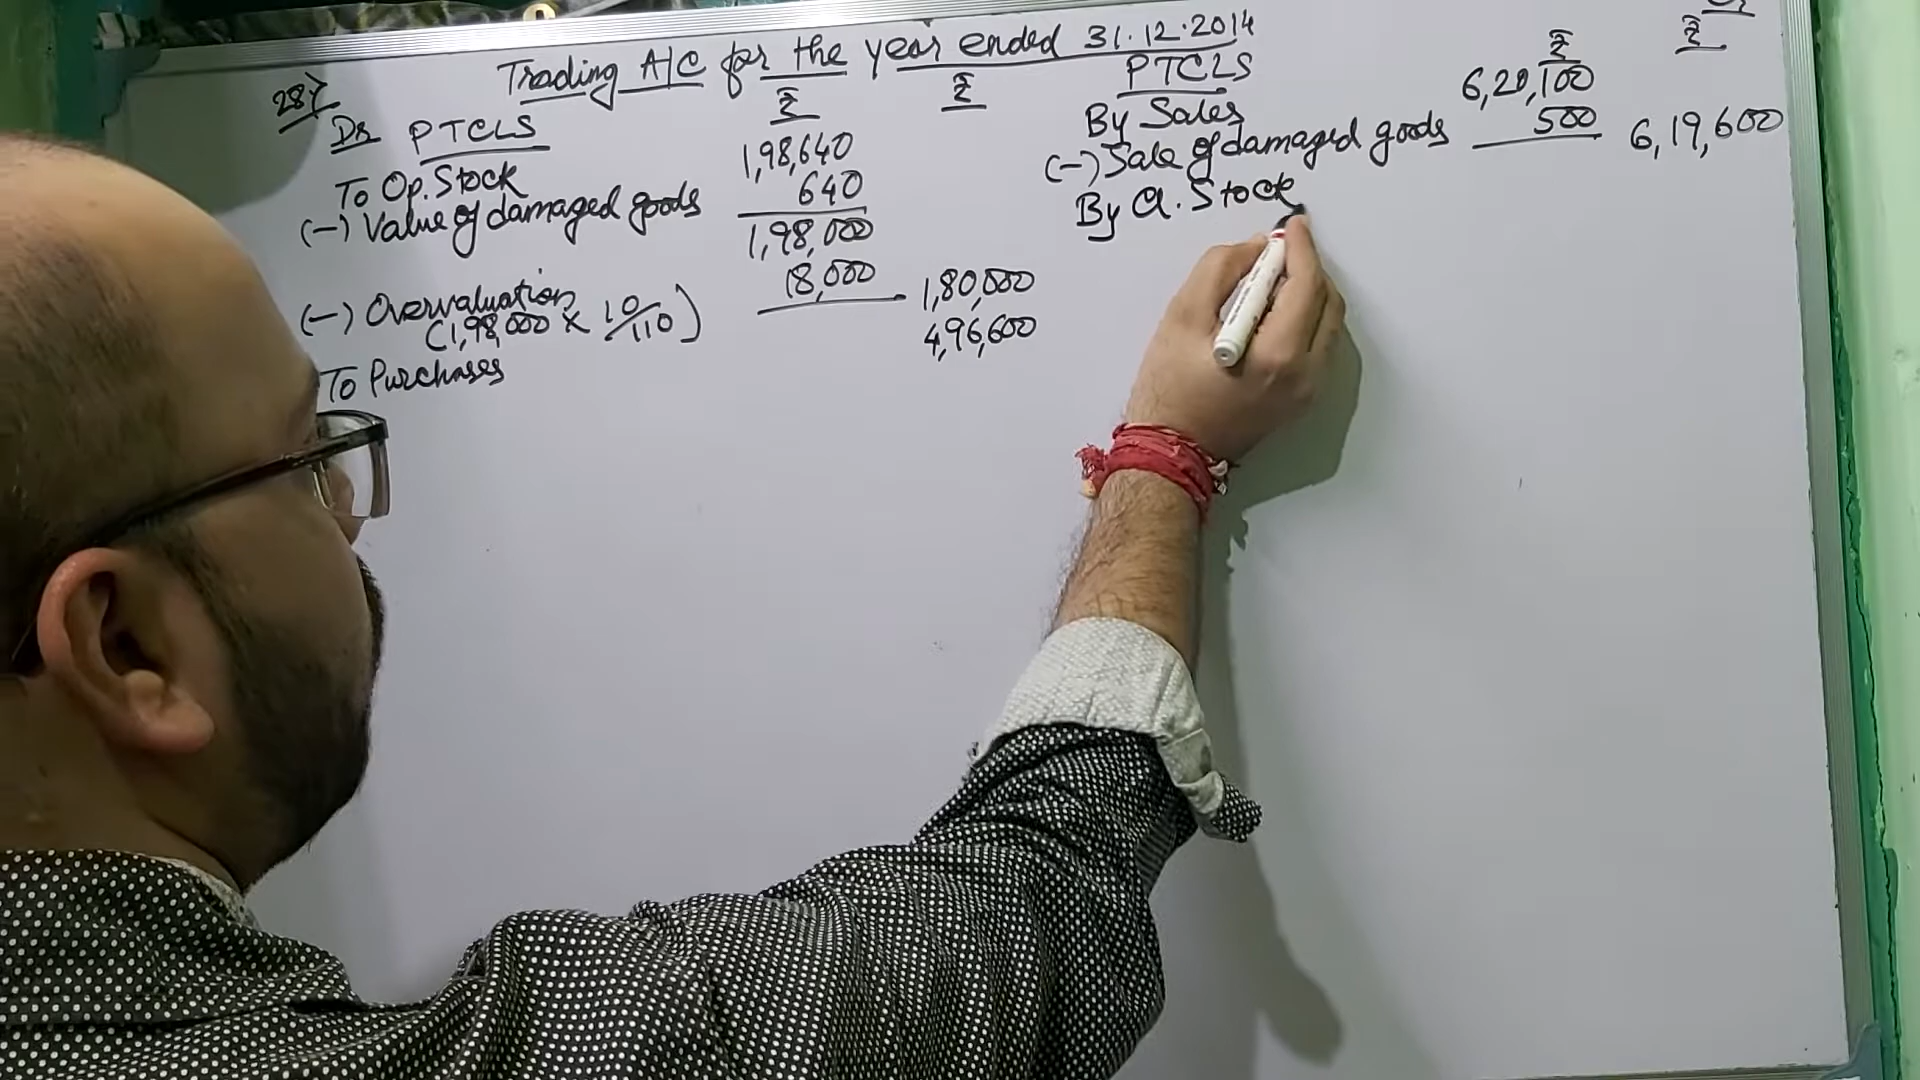 Trading A/C for the year ended 31.12.2014
28>
Dr PTCLS ₹ ₹
To Op. Stock 1,98,640
(-) Value of damaged goods 640
1,98,000
(-) Overvaluation 18,000 1,80,000
(1,98,000 × 10/110)
To Purchases 4,96,600
PTCLS ₹ ₹
By Sales 6,20,100
(-) Sale of damaged goods 500 6,19,600
By Cl. Stock